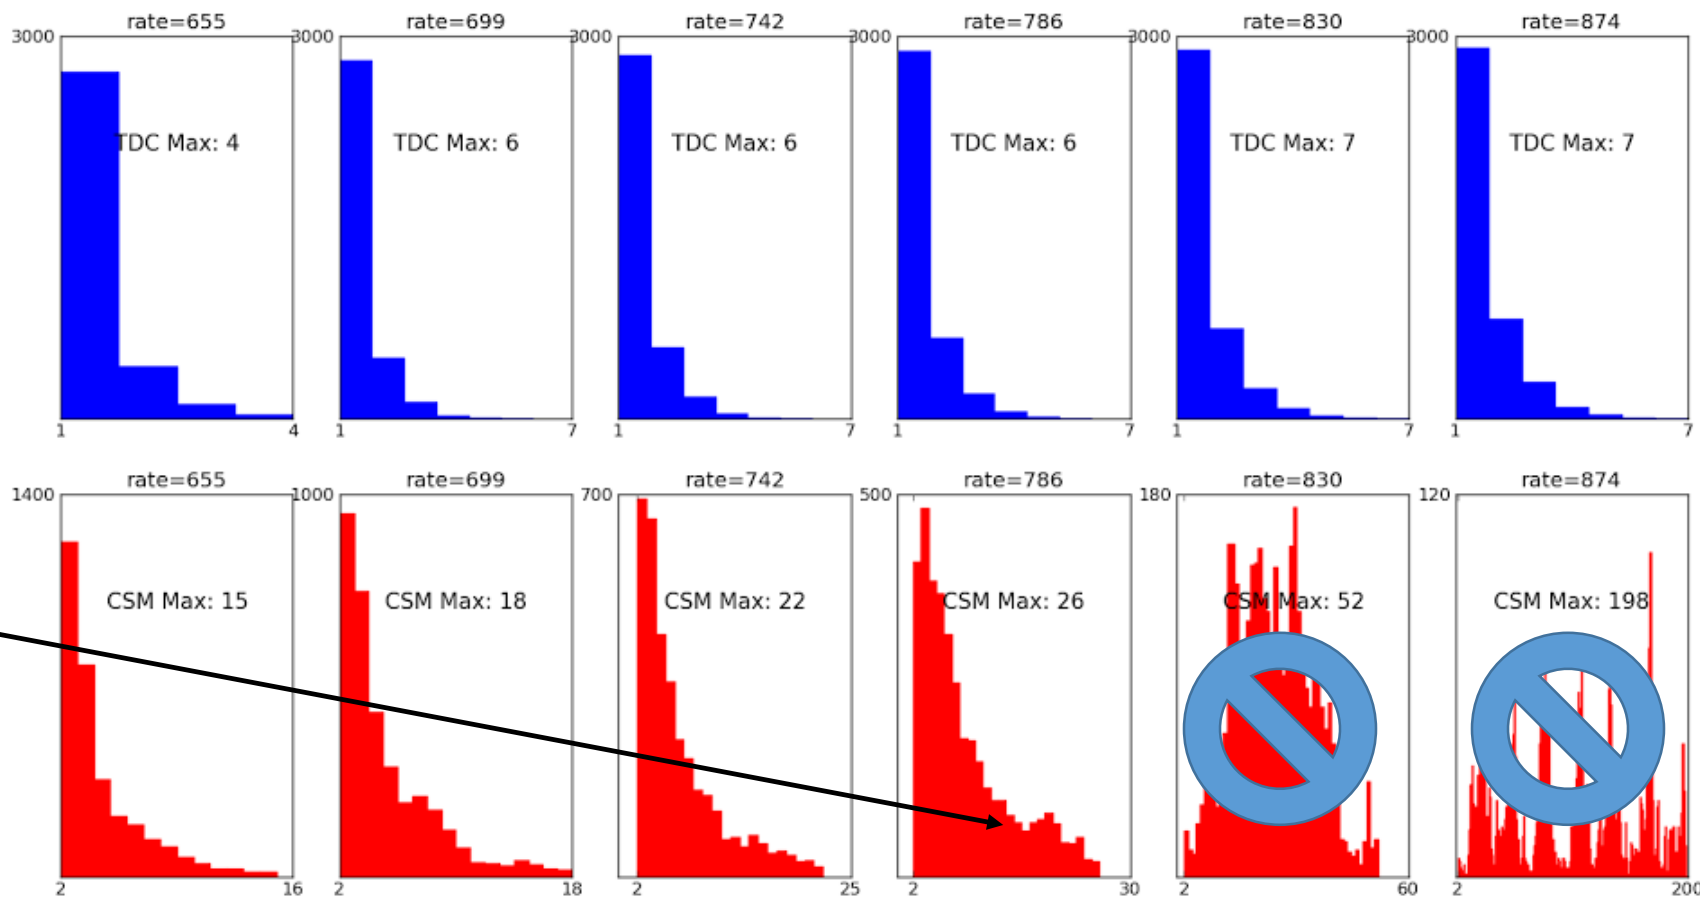 rate=655
3000
TDC Max: 4
1 4
rate=699
3000
TDC Max: 6
1 7
rate=742
3000
TDC Max: 6
1 7
rate=786
3000
TDC Max: 6
1 7
rate=830
3000
TDC Max: 7
1 7
rate=874
3000
TDC Max: 7
1 7
rate=655
1400
CSM Max: 15
2 16
rate=699
1000
CSM Max: 18
2 18
rate=742
700
CSM Max: 22
2 25
rate=786
500
CSM Max: 26
2 30
rate=830
180
CSM Max: 52
2 60
rate=874
120
CSM Max: 198
2 200